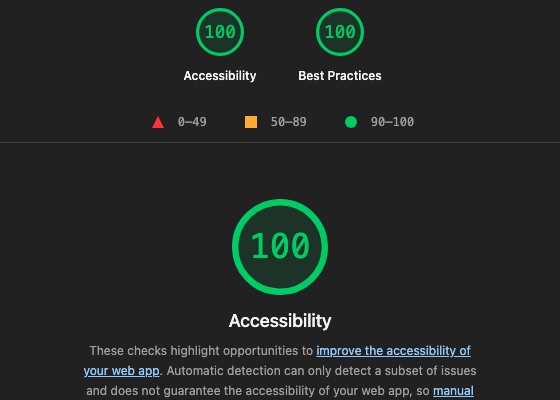 100 100
Accessibility Best Practices
0–49 50–89 90–100
100
Accessibility
These checks highlight opportunities to improve the accessibility of
your web app. Automatic detection can only detect a subset of issues
and does not guarantee the accessibility of your web app, so manual